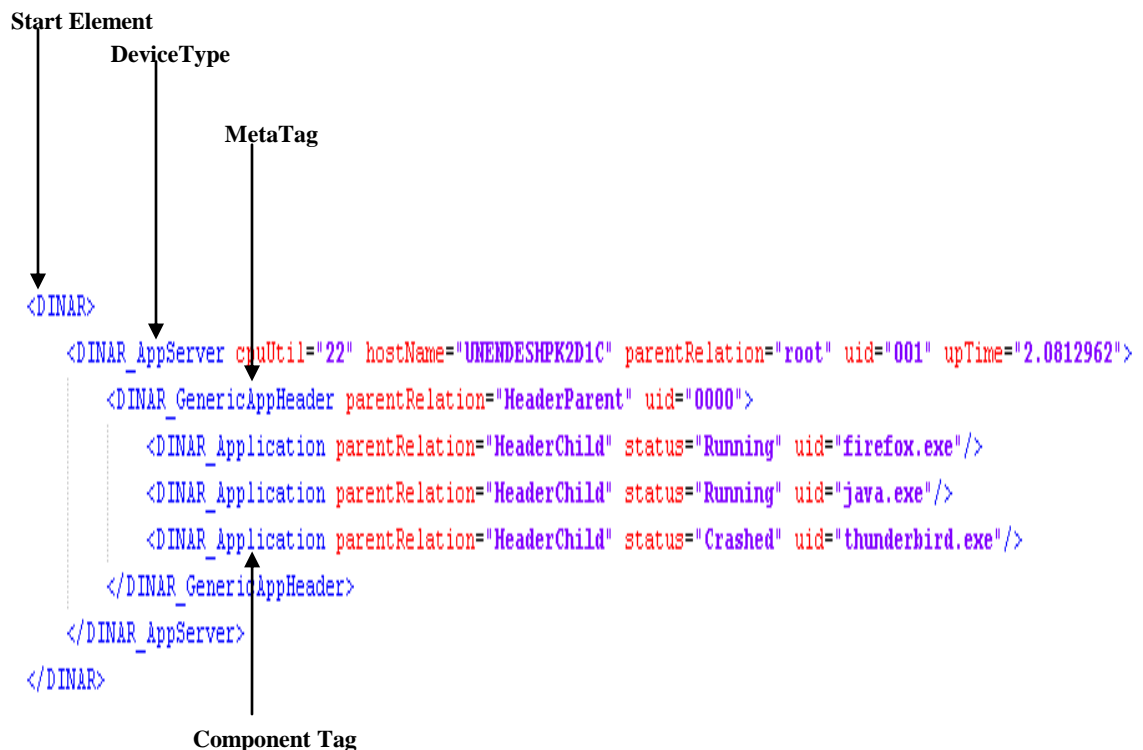 Start Element
DeviceType
MetaTag
<DINAR>
<DINAR_AppServer cpuUtil="22" hostName="UNENDESHPK2D1C" parentRelation="root" uid="001" upTime="2.0812962">
<DINAR_GenericAppHeader parentRelation="HeaderParent" uid="0000">
<DINAR_Application parentRelation="HeaderChild" status="Running" uid="firefox.exe"/>
<DINAR_Application parentRelation="HeaderChild" status="Running" uid="java.exe"/>
<DINAR_Application parentRelation="HeaderChild" status="Crashed" uid="thunderbird.exe"/>
</DINAR_GenericAppHeader>
</DINAR_AppServer>
</DINAR>
Component Tag